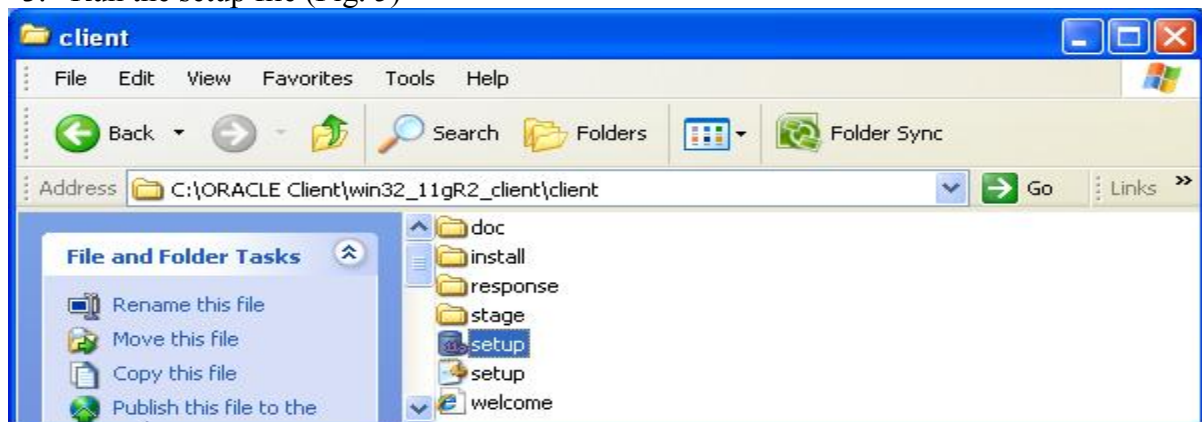 client
File Edit View Favorites Tools Help
Back Search Folders Folder Sync
Address C:\ORACLE Client\win32_11gR2_client\client Go Links »
File and Folder Tasks
Rename this file
Move this file
Copy this file
Publish this file to the
doc
install
response
stage
setup
setup
welcome